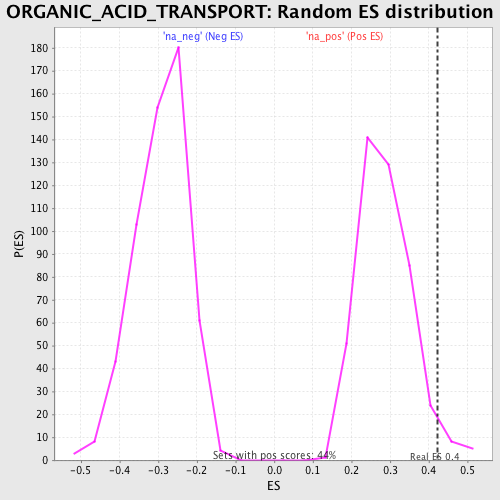 ORGANIC_ACID_TRANSPORT: Random ES distribution
'na_neg' (Neg ES) 'na_pos' (Pos ES)
180
170
160
150
140
130
120
110
100
90
80
70
60
50
40
30
20
10
0
P(ES)
Sets with pos scores: 44%
Real ES 0.4
-0.5 -0.4 -0.3 -0.2 -0.1 0.0 0.1 0.2 0.3 0.4 0.5
ES